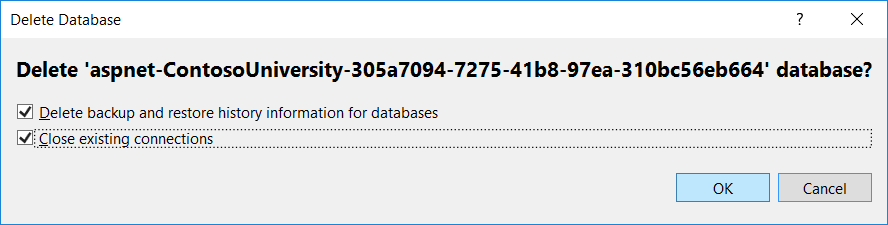 Delete Database
Delete 'aspnet-ContosoUniversity-305a7094-7275-41b8-97ea-310bc56eb664' database?
Delete backup and restore history information for databases
Close existing connections
OK Cancel